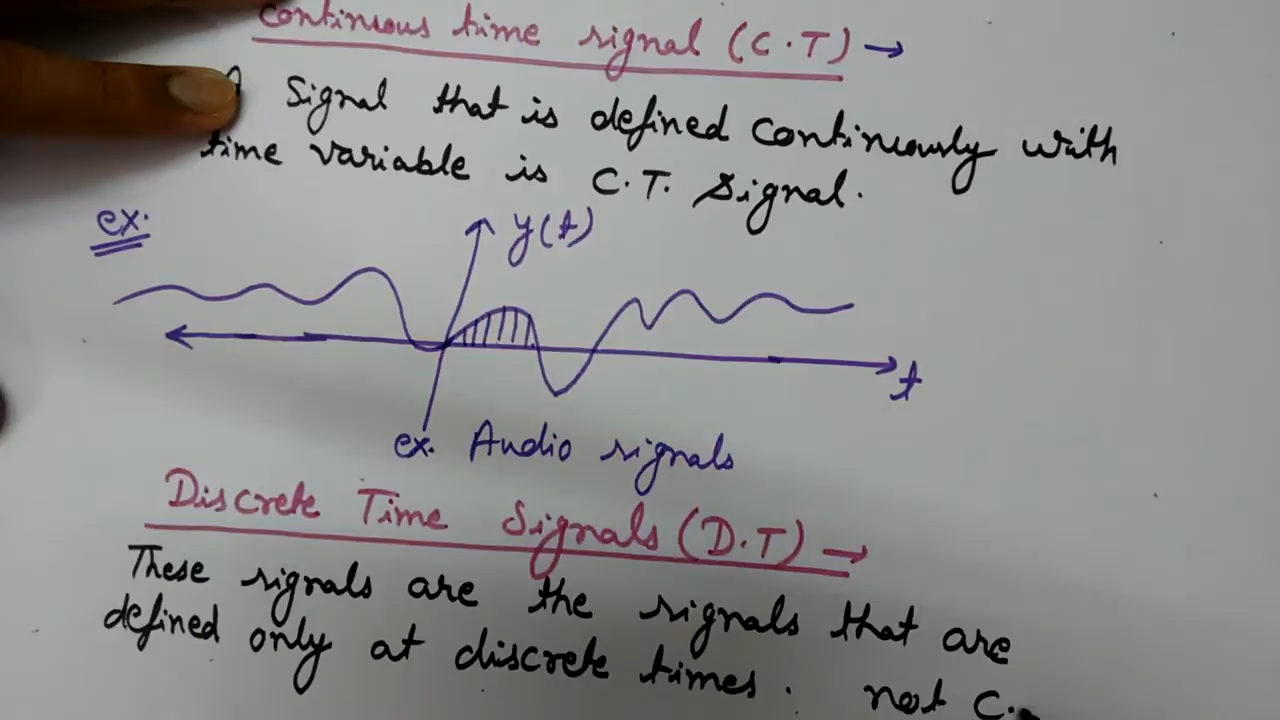 Continuous time signal (C.T) →
A Signal that is defined continuously with
time variable is C.T. Signal.
ex.
y(t)
t
ex. Audio signals
Discrete Time Signals (D.T) →
These signals are the signals that are
defined only at discrete times. not C.